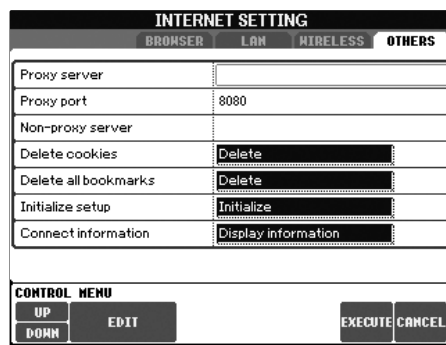 INTERNET SETTING
BROWSER LAN WIRELESS OTHERS
Proxy server
Proxy port 8080
Non-proxy server
Delete cookies Delete
Delete all bookmarks Delete
Initialize setup Initialize
Connect information Display information
CONTROL MENU
UP EDIT EXECUTE CANCEL
DOWN